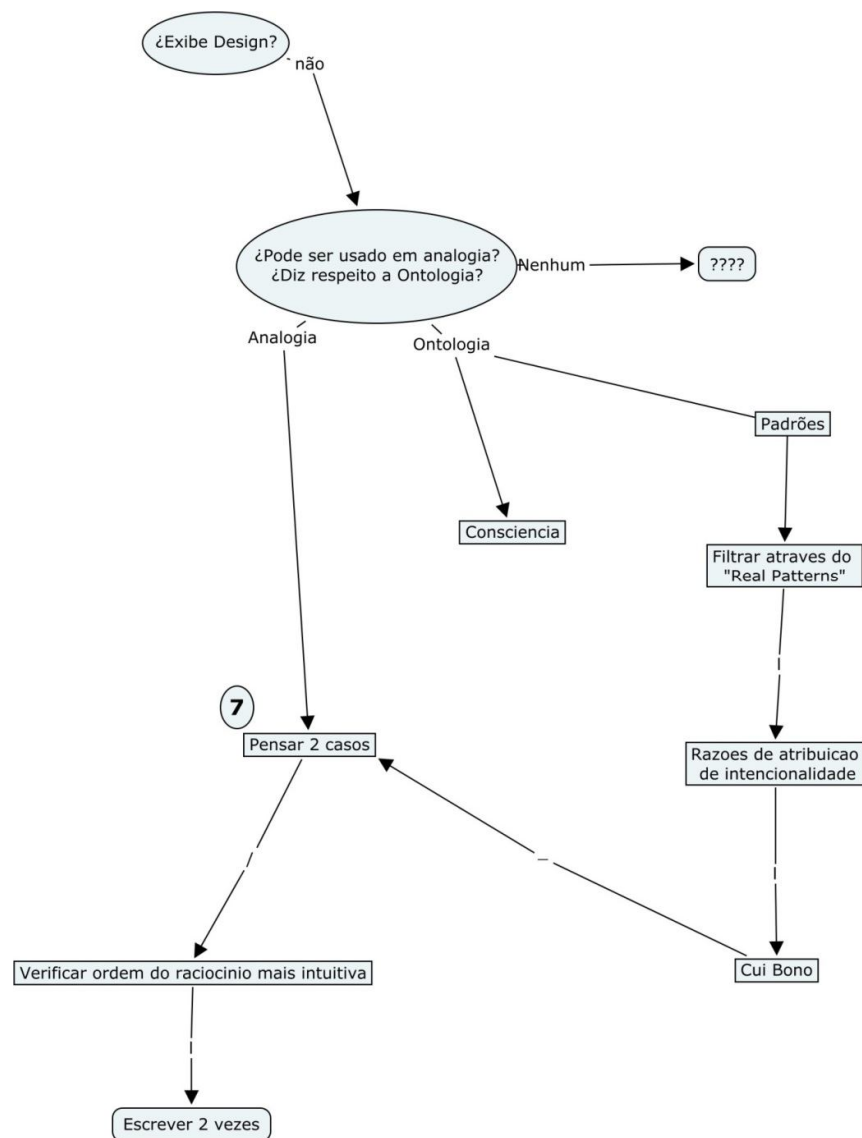 ¿Exibe Design?
não
¿Pode ser usado em analogia?
¿Diz respeito a Ontologia?
Nenhum
????
Analogia
Ontologia
Padrões
Consciencia
Filtrar atraves do
"Real Patterns"
7
Pensar 2 casos
Razoes de atribuicao
de intencionalidade
Verificar ordem do raciocinio mais intuitiva
Cui Bono
Escrever 2 vezes